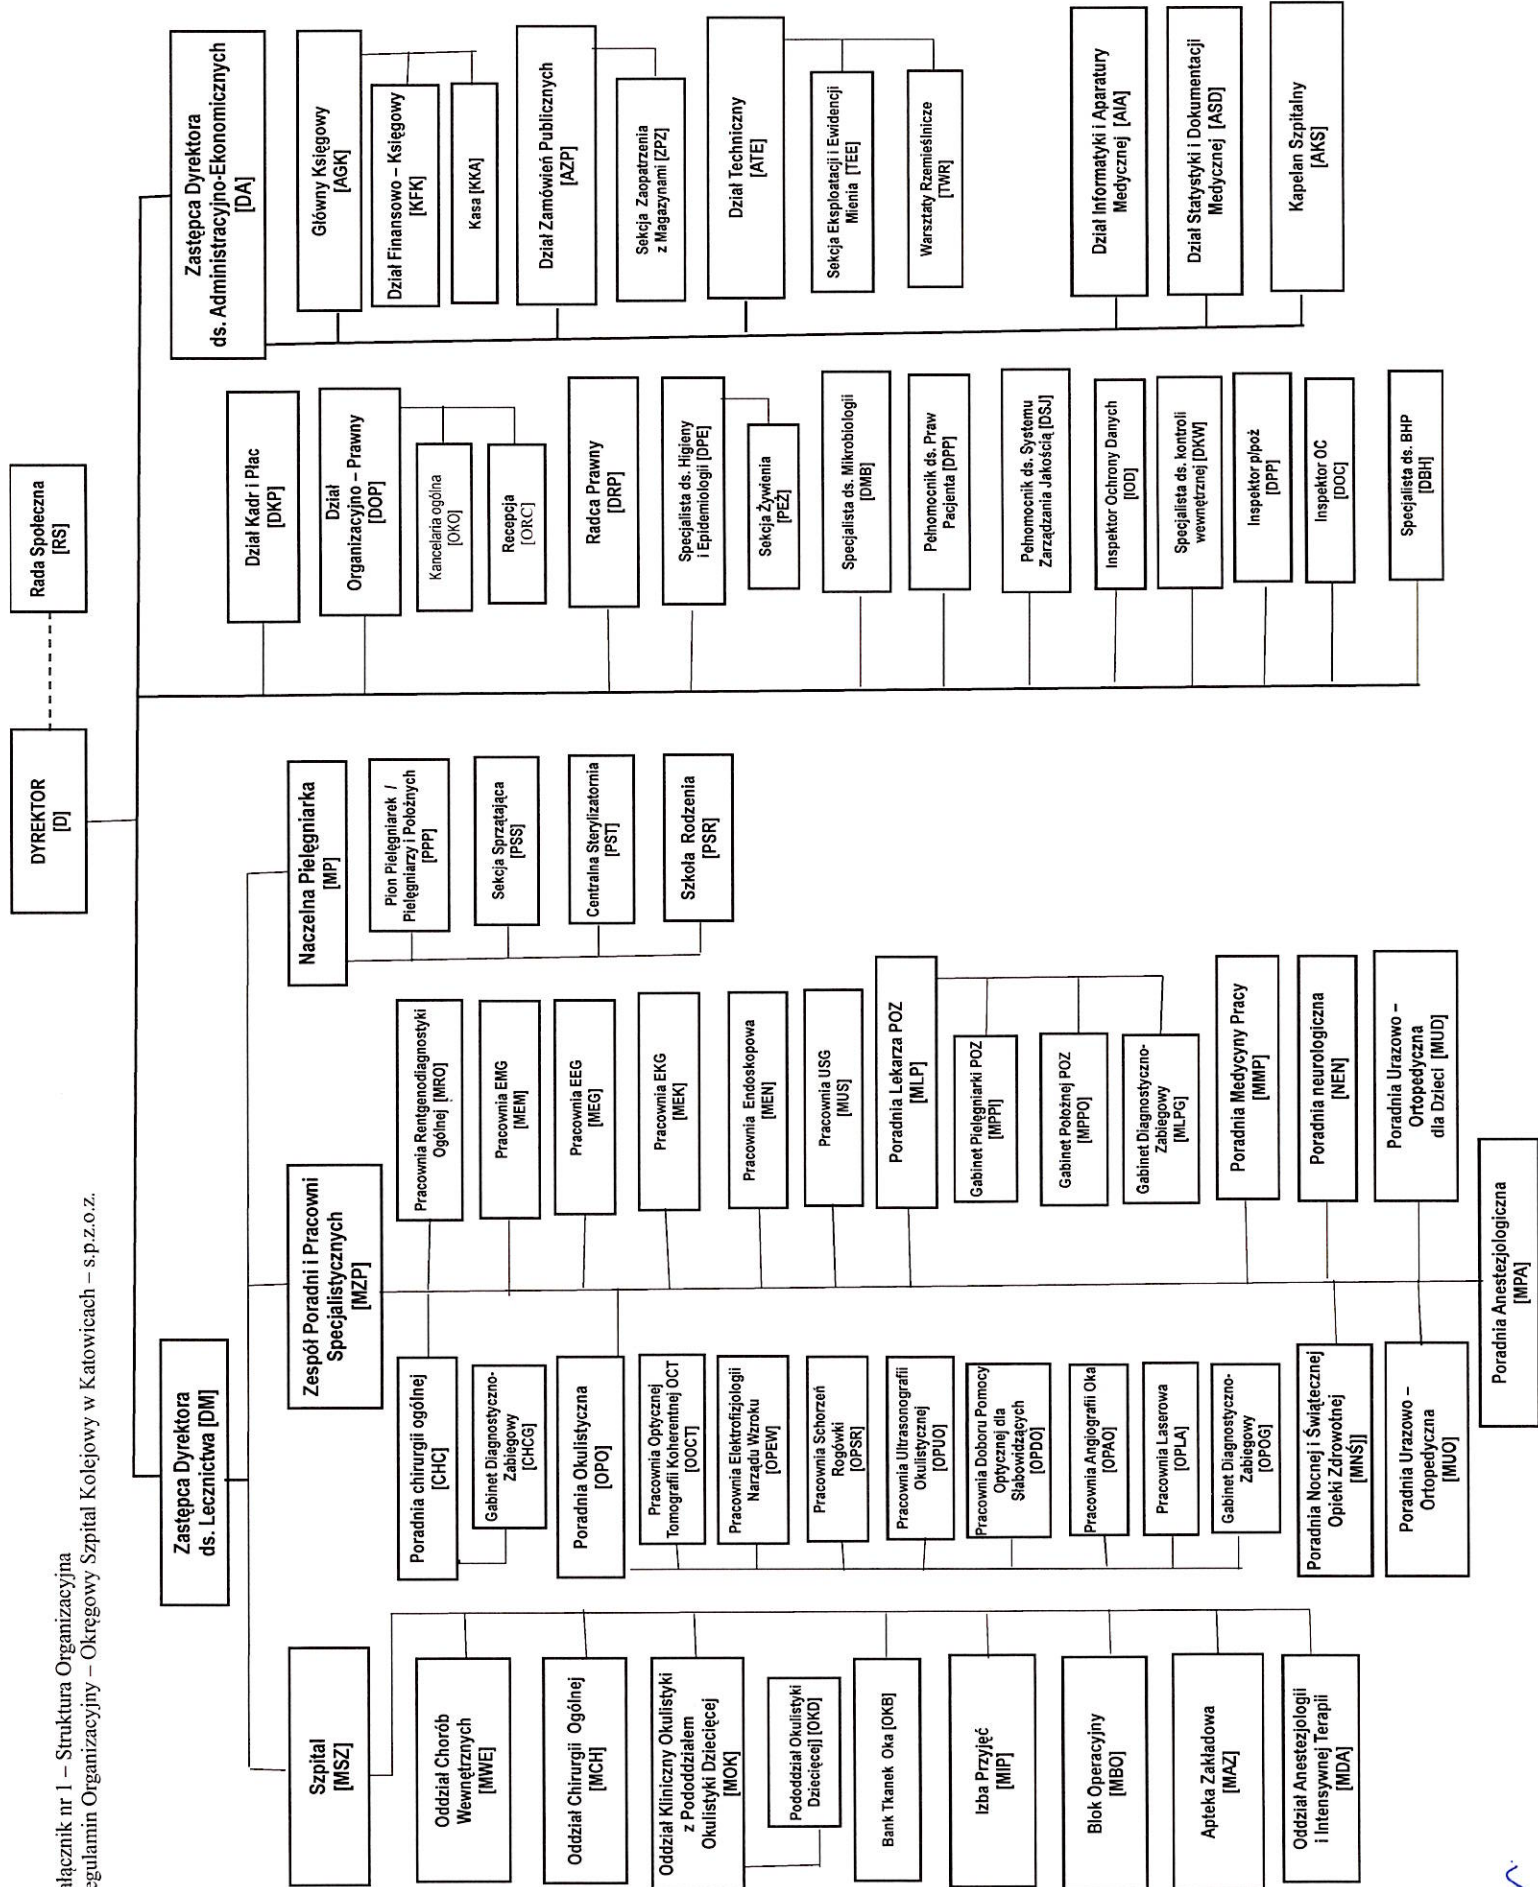 ałącznik nr 1 – Struktura Organizacyjna
egulamin Organizacyjny – Okręgowy Szpital Kolejowy w Katowicach – s.p.z.o.z.
DYREKTOR
[D]
Rada Społeczna
[RS]
Zastępca Dyrektora
ds. Lecznictwa [DM]
Szpital
[MSZ]
Oddział Chorób
Wewnętrznych
[MWE]
Oddział Chirurgii Ogólnej
[MCH]
Oddział Kliniczny Okulistyki
z Pododdziałem
Okulistyki Dziecięcej
[MOK]
Pododdział Okulistyki
Dziecięcej] [OKD]
Bank Tkanek Oka [OKB]
Izba Przyjęć
[MIP]
Blok Operacyjny
[MBO]
Apteka Zakładowa
[MAZ]
Oddział Anestezjologii
i Intensywnej Terapii
[MDA]
Zespół Poradni i Pracowni
Specjalistycznych
[MZP]
Poradnia chirurgii ogólnej
[CHC]
Gabinet Diagnostyczno-
Zabiegowy
[CHCG]
Poradnia Okulistyczna
[OPO]
Pracownia Optycznej
Tomografii Koherentnej OCT
[OOCT]
Pracownia Elektrofizjologii
Narządu Wzroku
[OPEW]
Pracownia Schorzeń
Rogówki
[OPSR]
Pracownia Ultrasonografii
Okulistycznej
[OPUO]
Pracownia Doboru Pomocy
Optycznej dla
Słabowidzących
[OPDO]
Pracownia Angiografii Oka
[OPAO]
Pracownia Laserowa
[OPLA]
Gabinet Diagnostyczno-
Zabiegowy
[OPOG]
Poradnia Nocnej i Świątecznej
Opieki Zdrowotnej
[MNŚ]]
Poradnia Urazowo –
Ortopedyczna
[MUO]
Pracownia Rentgenodiagnostyki
Ogólnej [MRO]
Pracownia EMG
[MEM]
Pracownia EEG
[MEG]
Pracownia EKG
[MEK]
Pracownia Endoskopowa
[MEN]
Pracownia USG
[MUS]
Poradnia Lekarza POZ
[MLP]
Gabinet Pielęgniarki POZ
[MPPI]
Gabinet Położnej POZ
[MPPO]
Gabinet Diagnostyczno-
Zabiegowy
[MLPG]
Poradnia Medycyny Pracy
[MMP]
Poradnia neurologiczna
[NEN]
Poradnia Urazowo –
Ortopedyczna
dla Dzieci [MUD]
Poradnia Anestezjologiczna
[MPA]
Naczelna Pielęgniarka
[MP]
Pion Pielęgniarek /
Pielęgniarzy i Położnych
[PPP]
Sekcja Sprzątająca
[PSS]
Centralna Sterylizatornia
[PST]
Szkoła Rodzenia
[PSR]
Dział Kadr i Płac
[DKP]
Dział
Organizacyjno – Prawny
[DOP]
Kancelaria ogólna
[OKO]
Recepcja
[ORC]
Radca Prawny
[DRP]
Specjalista ds. Higieny
i Epidemiologii [DPE]
Sekcja Żywienia
[PEŻ]
Specjalista ds. Mikrobiologii
[DMB]
Pełnomocnik ds. Praw
Pacjenta [DPP]
Pełnomocnik ds. Systemu
Zarządzania Jakością [DSJ]
Inspektor Ochrony Danych
[IOD]
Specjalista ds. kontroli
wewnętrznej [DKW]
Inspektor p/poż
[DPP]
Inspektor OC
[DOC]
Specjalista ds. BHP
[DBH]
Zastępca Dyrektora
ds. Administracyjno-Ekonomicznych
[DA]
Główny Księgowy
[AGK]
Dział Finansowo – Księgowy
[KFK]
Kasa [KKA]
Dział Zamówień Publicznych
[AZP]
Sekcja Zaopatrzenia
z Magazynami [ZPZ]
Dział Techniczny
[ATE]
Sekcja Eksploatacji i Ewidencji
Mienia [TEE]
Warsztaty Rzemieślnicze
[TWR]
Dział Informatyki i Aparatury
Medycznej [AIA]
Dział Statystyki i Dokumentacji
Medycznej [ASD]
Kapelan Szpitalny
[AKS]